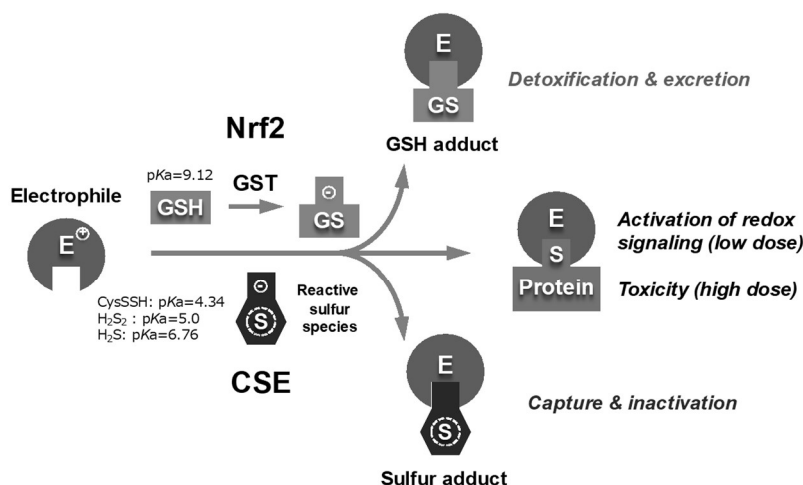 E
GS
Detoxification & excretion
GSH adduct
Nrf2
pKa=9.12
GST
GSH
⊖
GS
Electrophile
E⊕
E
S
Protein
Activation of redox
signaling (low dose)
Toxicity (high dose)
CysSSH: pKa=4.34
H₂S₂ : pKa=5.0
H₂S: pKa=6.76
⊖
S
Reactive
sulfur
species
CSE
E
S
Capture & inactivation
Sulfur adduct